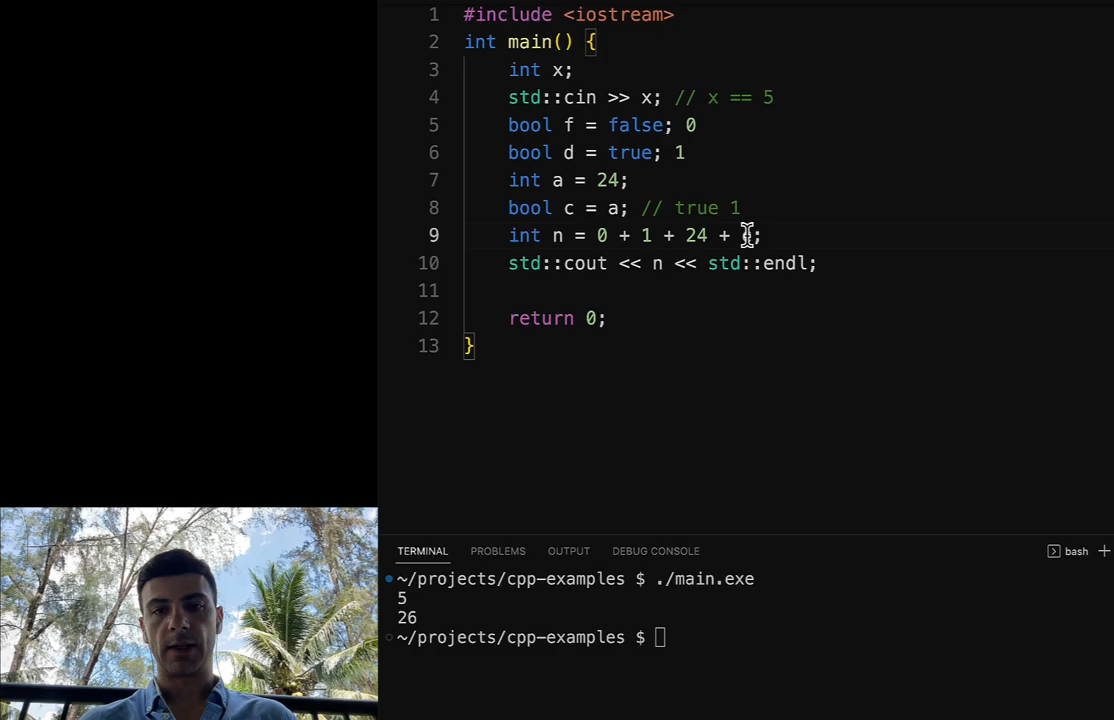 1 #include <iostream>
2 int main() {
3 int x;
4 std::cin >> x; // x == 5
5 bool f = false; 0
6 bool d = true; 1
7 int a = 24;
8 bool c = a; // true 1
9 int n = 0 + 1 + 24 + ;
10 std::cout << n << std::endl;
11
12 return 0;
13 }
TERMINAL PROBLEMS OUTPUT DEBUG CONSOLE bash
~/projects/cpp-examples $ ./main.exe
5
26
~/projects/cpp-examples $